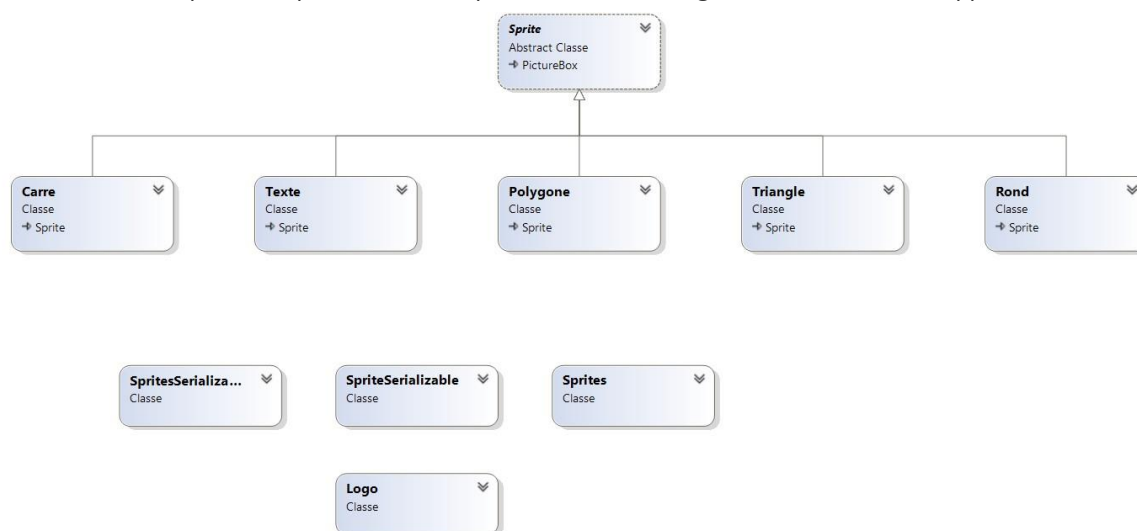 Sprite
Abstract Classe
PictureBox
Carre
Classe
Sprite
Texte
Classe
Sprite
Polygone
Classe
Sprite
Triangle
Classe
Sprite
Rond
Classe
Sprite
SpritesSerializa...
Classe
SpriteSerializable
Classe
Sprites
Classe
Logo
Classe